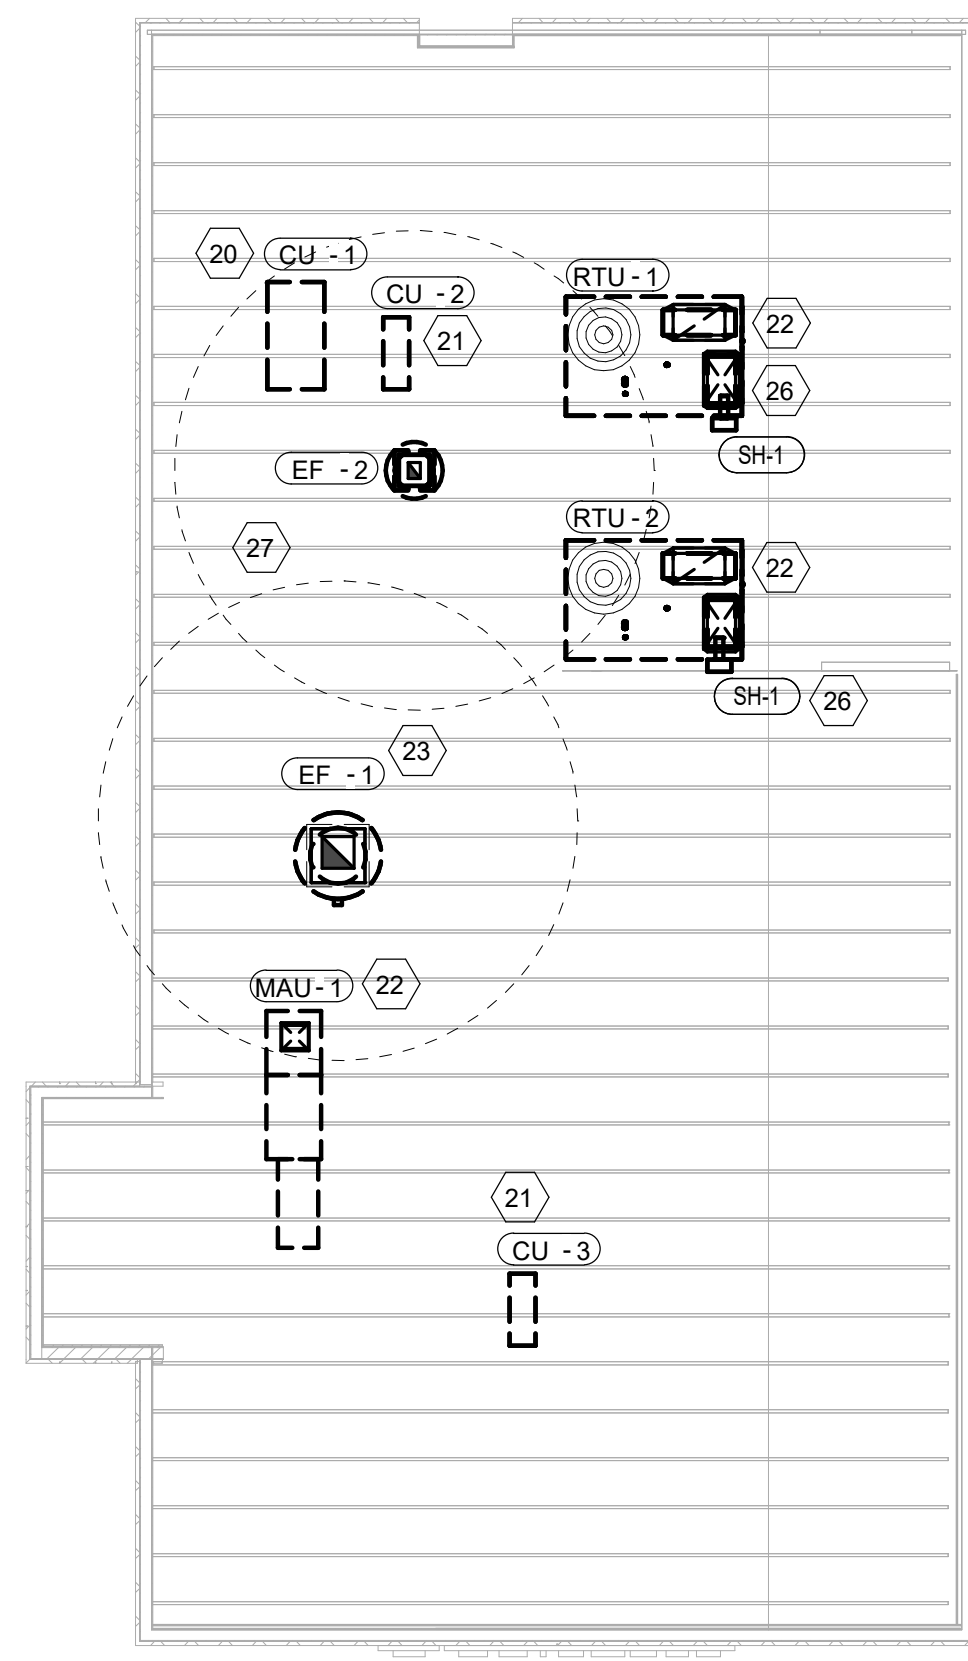 20
CU - 1
CU - 2
21
RTU - 1
22
26
SH-1
EF - 2
27
RTU - 2
22
SH-1
26
23
EF - 1
MAU - 1
22
21
CU - 3